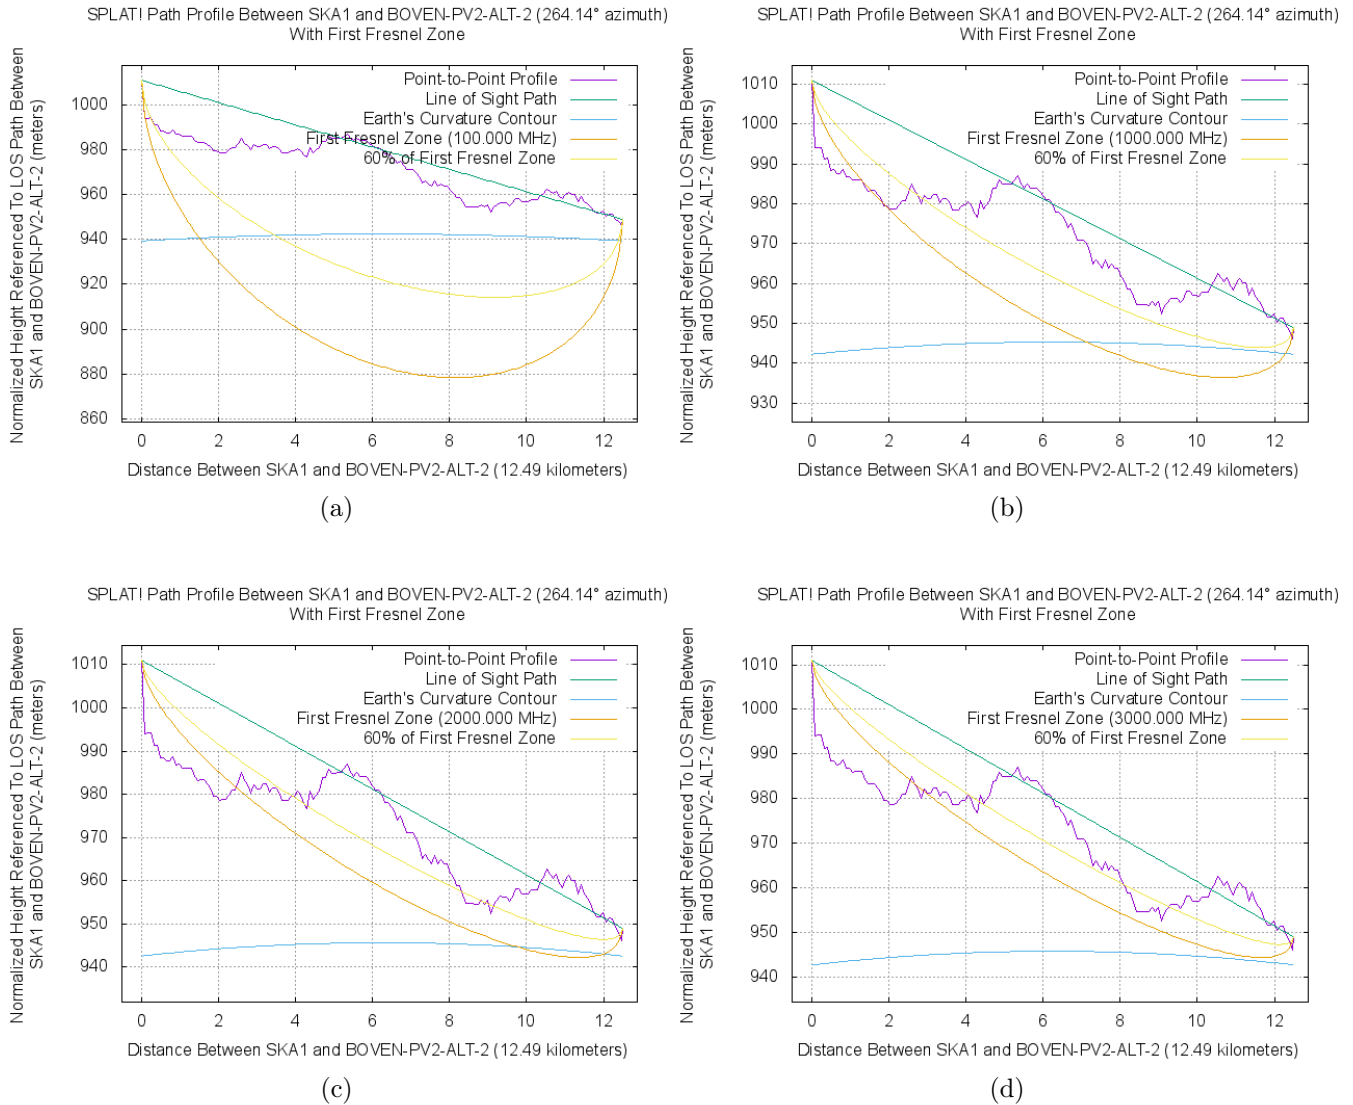 SPLAT! Path Profile Between SKA1 and BOVEN-PV2-ALT-2 (264.14° azimuth)
With First Fresnel Zone
Normalized Height Referenced To LOS Path Between
SKA1 and BOVEN-PV2-ALT-2 (meters)
Point-to-Point Profile
Line of Sight Path
Earth's Curvature Contour
First Fresnel Zone (100.000 MHz)
60% of First Fresnel Zone
1000
980
960
940
920
900
880
860
0 2 4 6 8 10 12
Distance Between SKA1 and BOVEN-PV2-ALT-2 (12.49 kilometers)
(a)
SPLAT! Path Profile Between SKA1 and BOVEN-PV2-ALT-2 (264.14° azimuth)
With First Fresnel Zone
Normalized Height Referenced To LOS Path Between
SKA1 and BOVEN-PV2-ALT-2 (meters)
Point-to-Point Profile
Line of Sight Path
Earth's Curvature Contour
First Fresnel Zone (1000.000 MHz)
60% of First Fresnel Zone
1010
1000
990
980
970
960
950
940
930
0 2 4 6 8 10 12
Distance Between SKA1 and BOVEN-PV2-ALT-2 (12.49 kilometers)
(b)
SPLAT! Path Profile Between SKA1 and BOVEN-PV2-ALT-2 (264.14° azimuth)
With First Fresnel Zone
Normalized Height Referenced To LOS Path Between
SKA1 and BOVEN-PV2-ALT-2 (meters)
Point-to-Point Profile
Line of Sight Path
Earth's Curvature Contour
First Fresnel Zone (2000.000 MHz)
60% of First Fresnel Zone
1010
1000
990
980
970
960
950
940
0 2 4 6 8 10 12
Distance Between SKA1 and BOVEN-PV2-ALT-2 (12.49 kilometers)
(c)
SPLAT! Path Profile Between SKA1 and BOVEN-PV2-ALT-2 (264.14° azimuth)
With First Fresnel Zone
Normalized Height Referenced To LOS Path Between
SKA1 and BOVEN-PV2-ALT-2 (meters)
Point-to-Point Profile
Line of Sight Path
Earth's Curvature Contour
First Fresnel Zone (3000.000 MHz)
60% of First Fresnel Zone
1010
1000
990
980
970
960
950
940
0 2 4 6 8 10 12
Distance Between SKA1 and BOVEN-PV2-ALT-2 (12.49 kilometers)
(d)